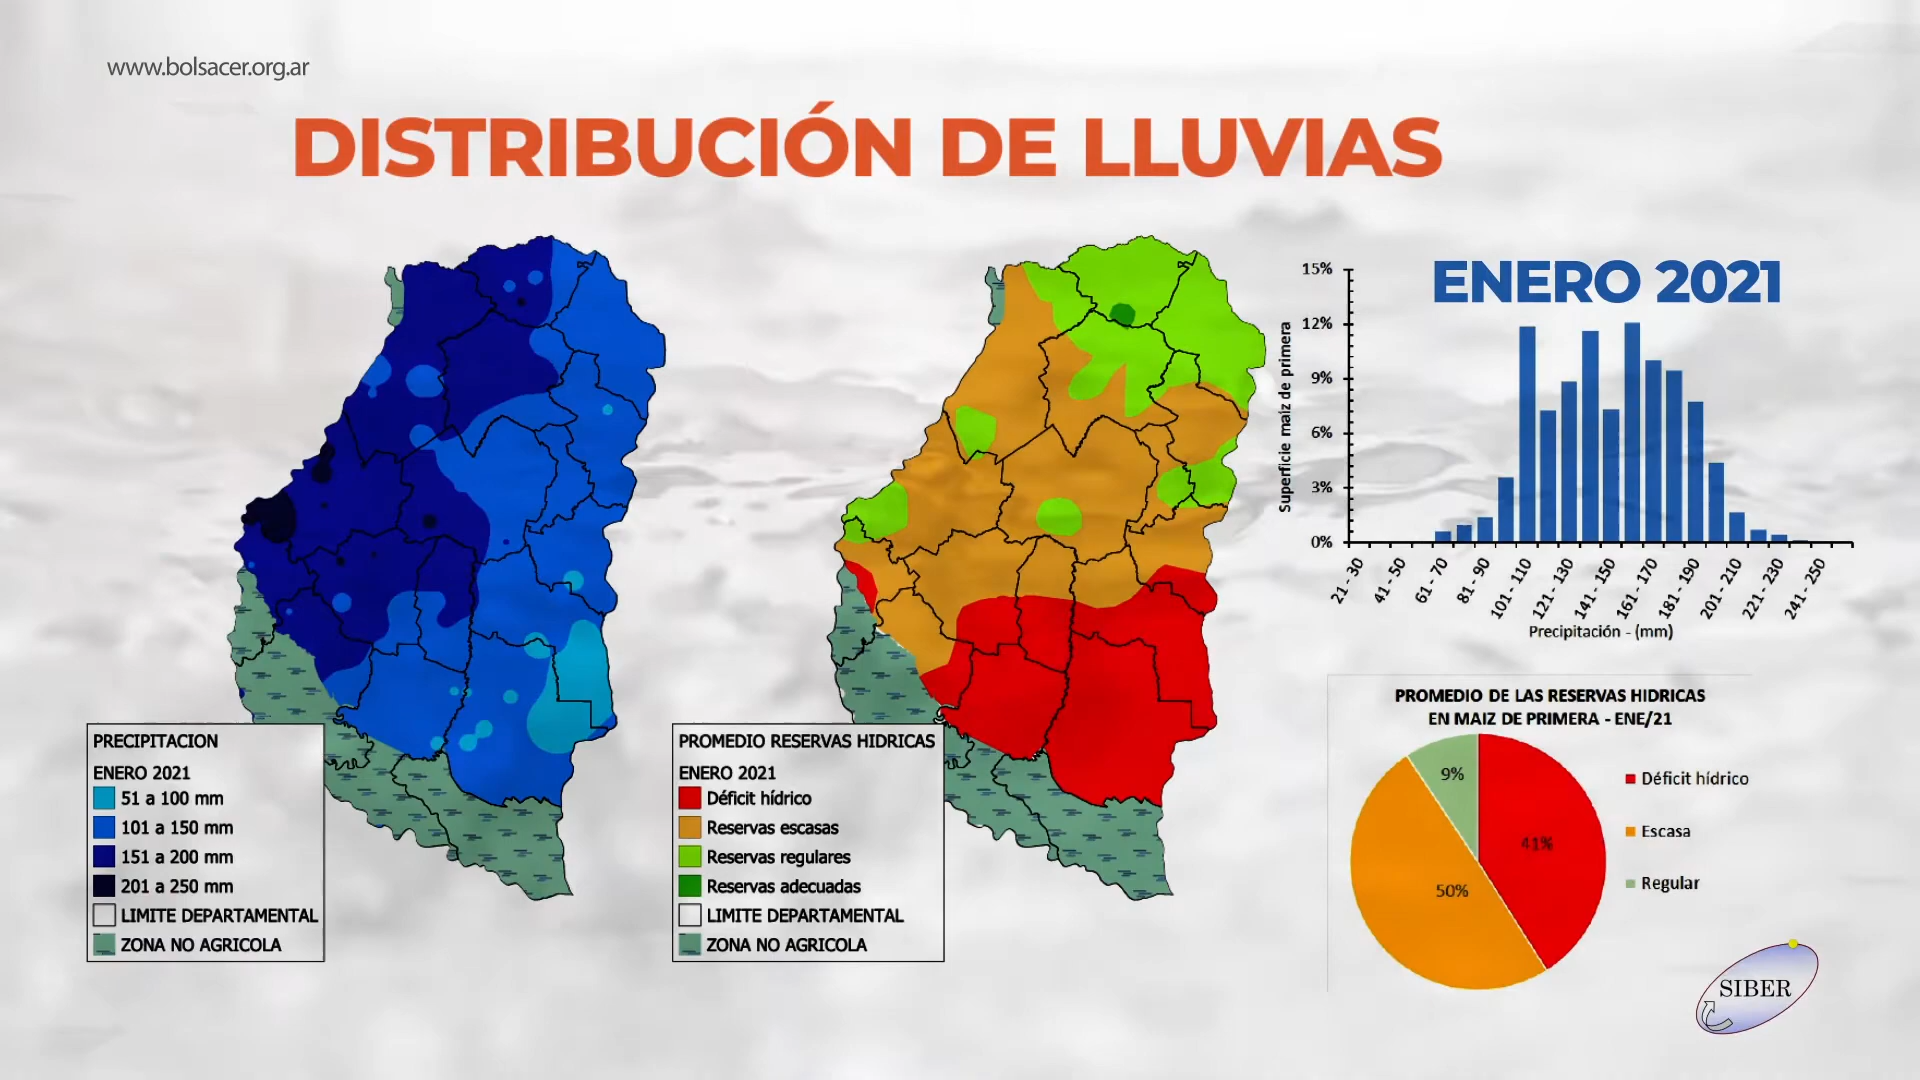 www.bolsacer.org.ar
DISTRIBUCIÓN DE LLUVIAS
PRECIPITACION
ENERO 2021
51 a 100 mm
101 a 150 mm
151 a 200 mm
201 a 250 mm
LIMITE DEPARTAMENTAL
ZONA NO AGRICOLA
PROMEDIO RESERVAS HIDRICAS
ENERO 2021
Déficit hídrico
Reservas escasas
Reservas regulares
Reservas adecuadas
LIMITE DEPARTAMENTAL
ZONA NO AGRICOLA
ENERO 2021
Superficie maiz de primera
15%
12%
9%
6%
3%
0%
21 - 30
41 - 50
61 - 70
81 - 90
101 - 110
121 - 130
141 - 150
161 - 170
181 - 190
201 - 210
221 - 230
241 - 250
Precipitación - (mm)
PROMEDIO DE LAS RESERVAS HIDRICAS
EN MAIZ DE PRIMERA - ENE/21
9%
41%
50%
Déficit hídrico
Escasa
Regular
SIBER